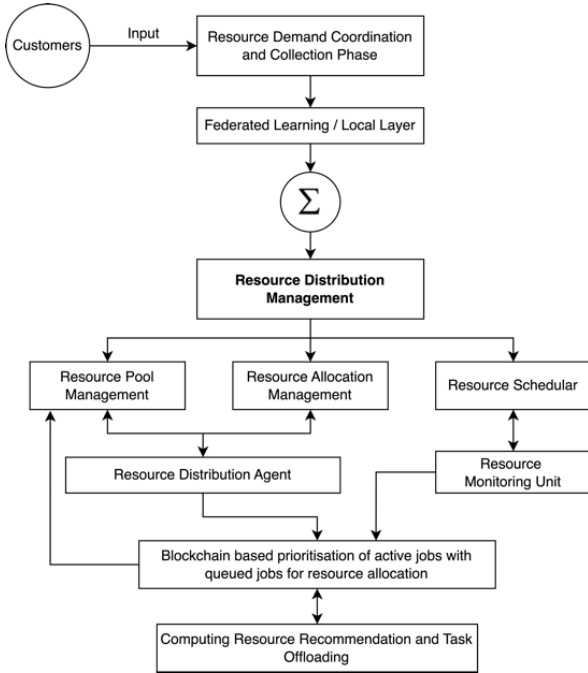 Customers
Input
Resource Demand Coordination
and Collection Phase
Federated Learning / Local Layer
Σ
Resource Distribution
Management
Resource Pool
Management
Resource Allocation
Management
Resource Schedular
Resource Distribution Agent
Resource
Monitoring Unit
Blockchain based prioritisation of active jobs with
queued jobs for resource allocation
Computing Resource Recommendation and Task
Offloading